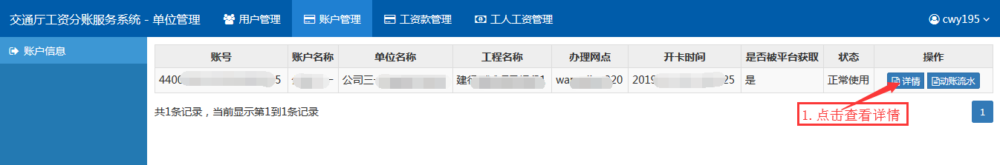 交通厅工资分账服务系统 - 单位管理 用户管理 账户管理 工资款管理 工人工资管理 cwy195
账户信息
账号 账户名称 单位名称 工程名称 办理网点 开卡时间 是否被平台获取 状态 操作
4400 5 公司三 建行 wa 20 2019 25 是 正常使用 详情 动账流水
共1条记录，当前显示第1到1条记录 1
1. 点击查看详情